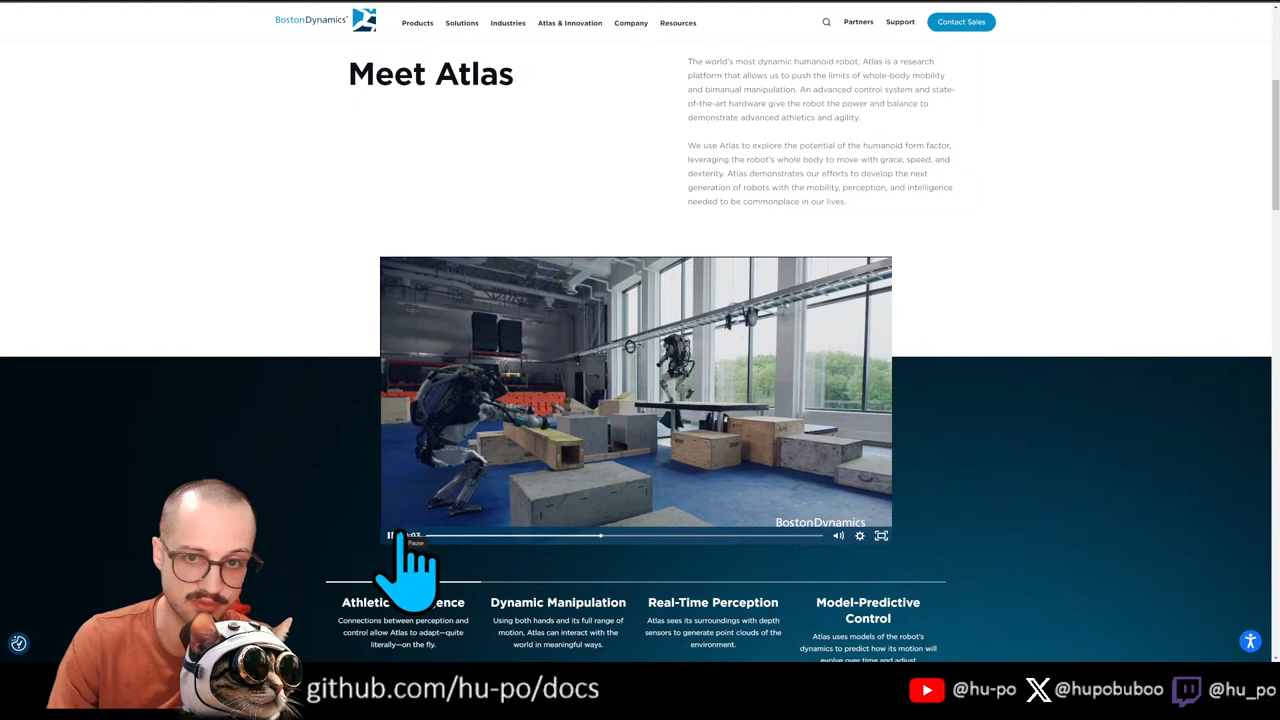 BostonDynamics
Products Solutions Industries Atlas & Innovation Company Resources
Partners Support Contact Sales
Meet Atlas
The world's most dynamic humanoid robot, Atlas is a research
platform that allows us to push the limits of whole-body mobility
and bimanual manipulation. An advanced control system and state-
of-the-art hardware give the robot the power and balance to
demonstrate advanced athletics and agility.
We use Atlas to explore the potential of the humanoid form factor,
leveraging the robot's whole body to move with grace, speed, and
dexterity. Atlas demonstrates our efforts to develop the next
generation of robots with the mobility, perception, and intelligence
needed to be commonplace in our lives.
BostonDynamics
Pause
Dynamic Manipulation
Using both hands and its full range of
motion, Atlas can interact with the
world in meaningful ways.
Real-Time Perception
Atlas sees its surroundings with depth
sensors to generate point clouds of the
environment.
Model-Predictive
Control
Atlas uses models of the robot's
dynamics to predict how its motion will
evolve over time and adjust
Connections between perception and
control allow Atlas to adapt—quite
literally—on the fly.
github.com/hu-po/docs
@hu-po @hupobuboo @hu_po